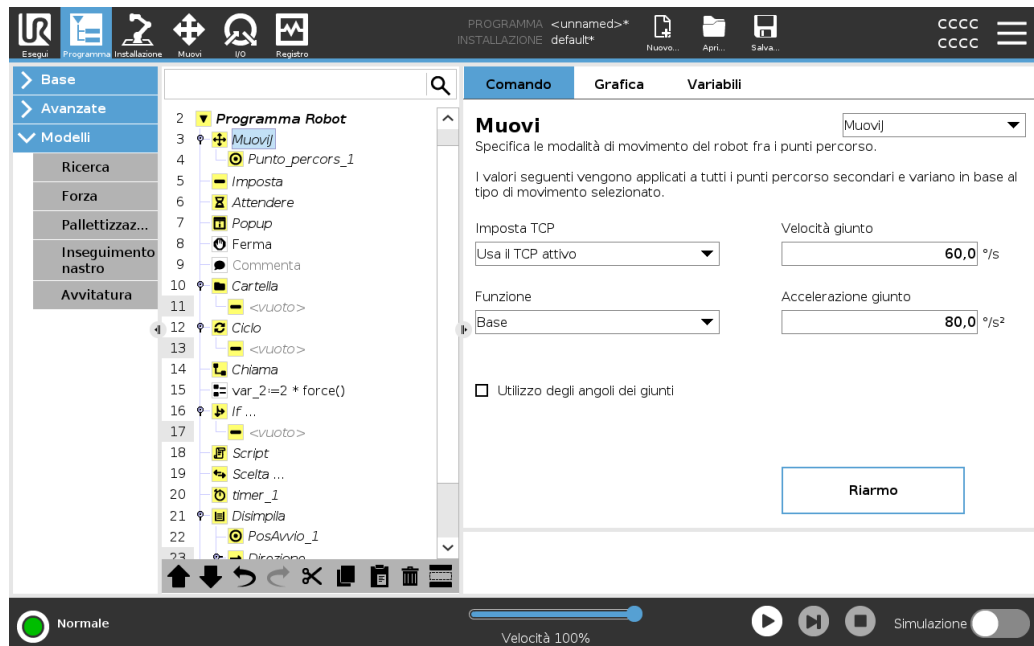 PROGRAMMA <unnamed>*
INSTALLAZIONE default*
CCCC
CCCC
Esegui
Programma
Installazione
Muovi
I/O
Registro
Nuovo...
Apri...
Salva...
Base
Avanzate
Modelli
Ricerca
Forza
Pallettizzaz...
Inseguimento
nastro
Avvitatura
2 Programma Robot
3 MuoviJ
4 Punto_percors_1
5 Imposta
6 Attendere
7 Popup
8 Ferma
9 Commenta
10 Cartella
11 <vuoto>
12 Ciclo
13 <vuoto>
14 Chiama
15 var_2:=2 * force()
16 If ...
17 <vuoto>
18 Script
19 Scelta ...
20 timer_1
21 Disimpila
22 PosAvvio_1
23 Direzione
Comando
Grafica
Variabili
Muovi
MuoviJ
Specifica le modalità di movimento del robot fra i punti percorso.
I valori seguenti vengono applicati a tutti i punti percorso secondari e variano in base al
tipo di movimento selezionato.
Imposta TCP
Velocità giunto
Usa il TCP attivo
60,0 °/s
Funzione
Accelerazione giunto
Base
80,0 °/s²
Utilizzo degli angoli dei giunti
Riarmo
Normale
Velocità 100%
Simulazione